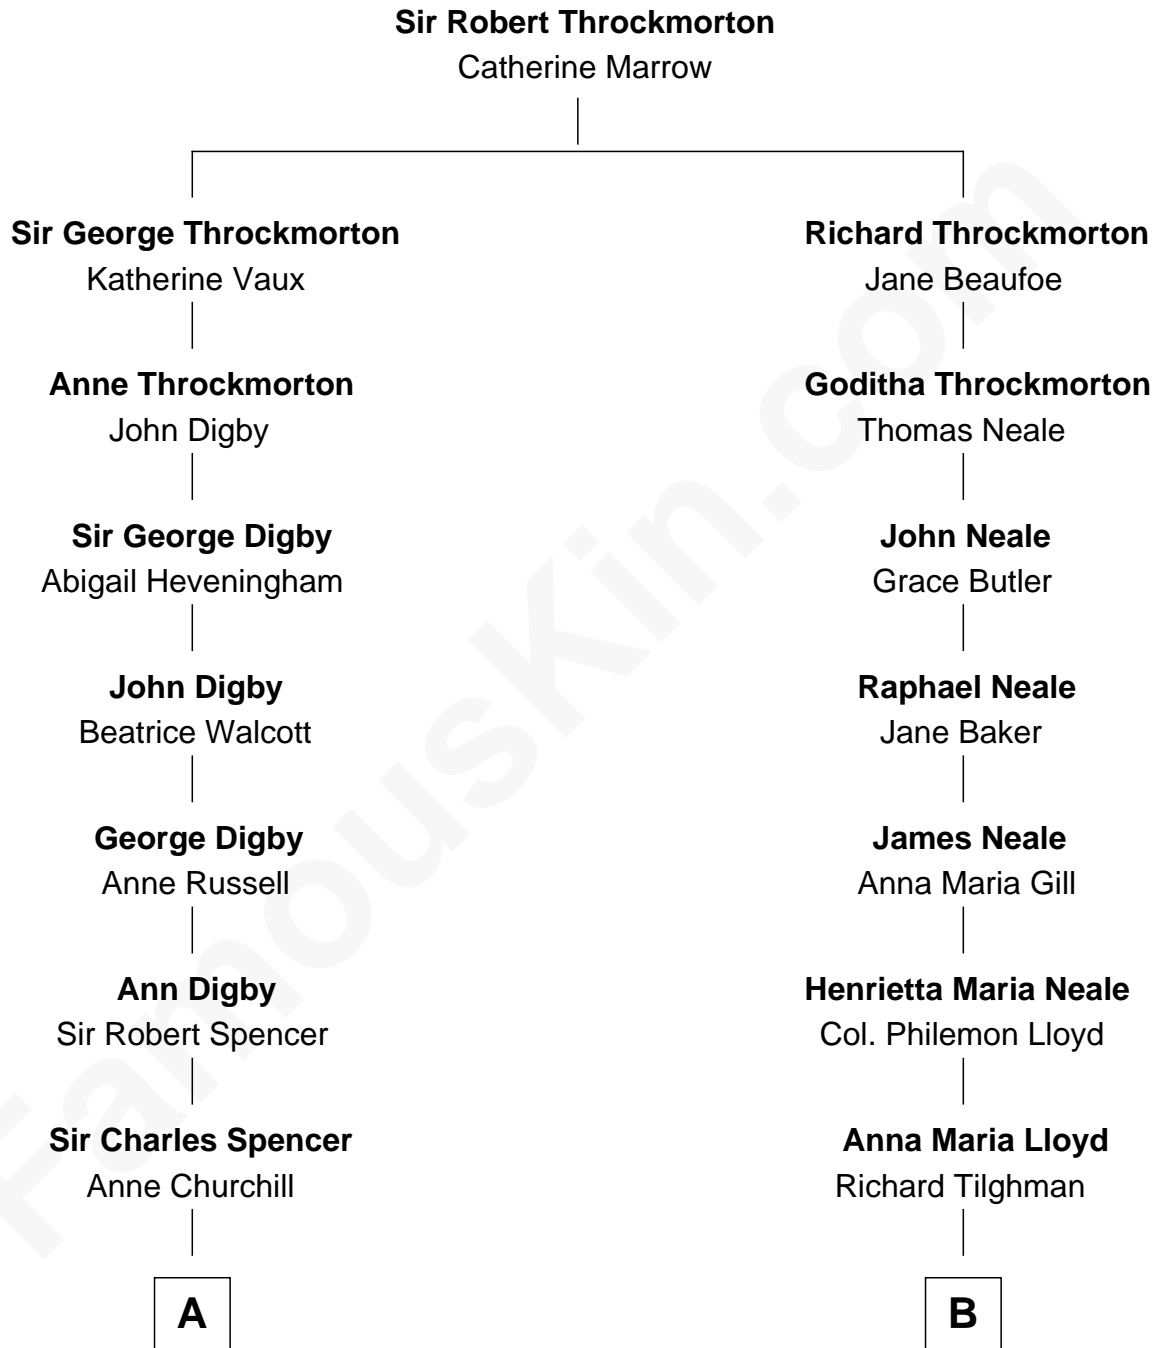 Sir Robert Throckmorton
Catherine Marrow
Sir George Throckmorton
Katherine Vaux
Richard Throckmorton
Jane Beaufoe
Anne Throckmorton
John Digby
Goditha Throckmorton
Thomas Neale
Sir George Digby
Abigail Heveningham
John Neale
Grace Butler
John Digby
Beatrice Walcott
Raphael Neale
Jane Baker
George Digby
Anne Russell
James Neale
Anna Maria Gill
Ann Digby
Sir Robert Spencer
Henrietta Maria Neale
Col. Philemon Lloyd
Sir Charles Spencer
Anne Churchill
Anna Maria Lloyd
Richard Tilghman
A
B
FamousKin.com